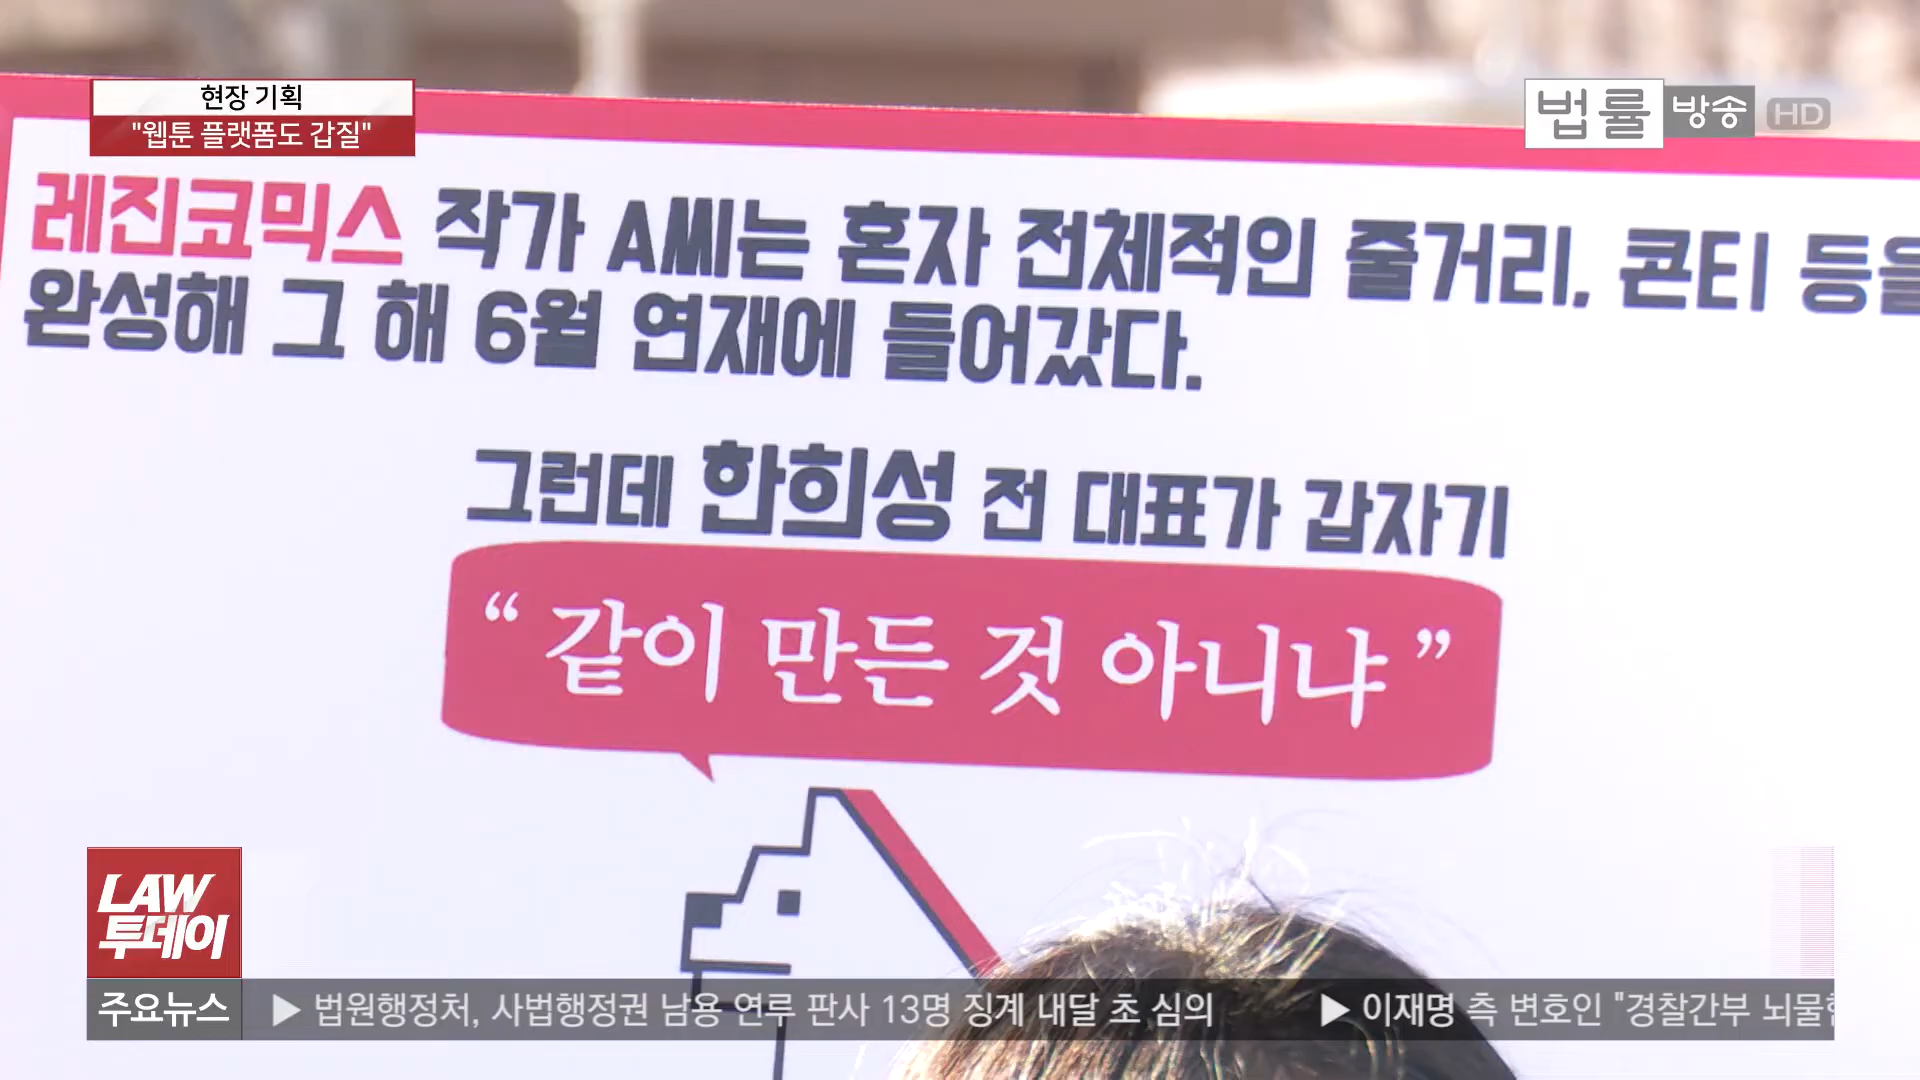 현장 기획
"웹툰 플랫폼도 갑질"
법률방송 HD
레진코믹스 작가 A씨는 혼자 전체적인 줄거리, 콘티 등을
완성해 그 해 6월 연재에 들어갔다.
그런데 한희성 전 대표가 갑자기
“ 같이 만든 것 아니냐 ”
LAW
투데이
주요뉴스 ▶ 법원행정처, 사법행정권 남용 연루 판사 13명 징계 내달 초 심의 ▶ 이재명 측 변호인 "경찰간부 뇌물